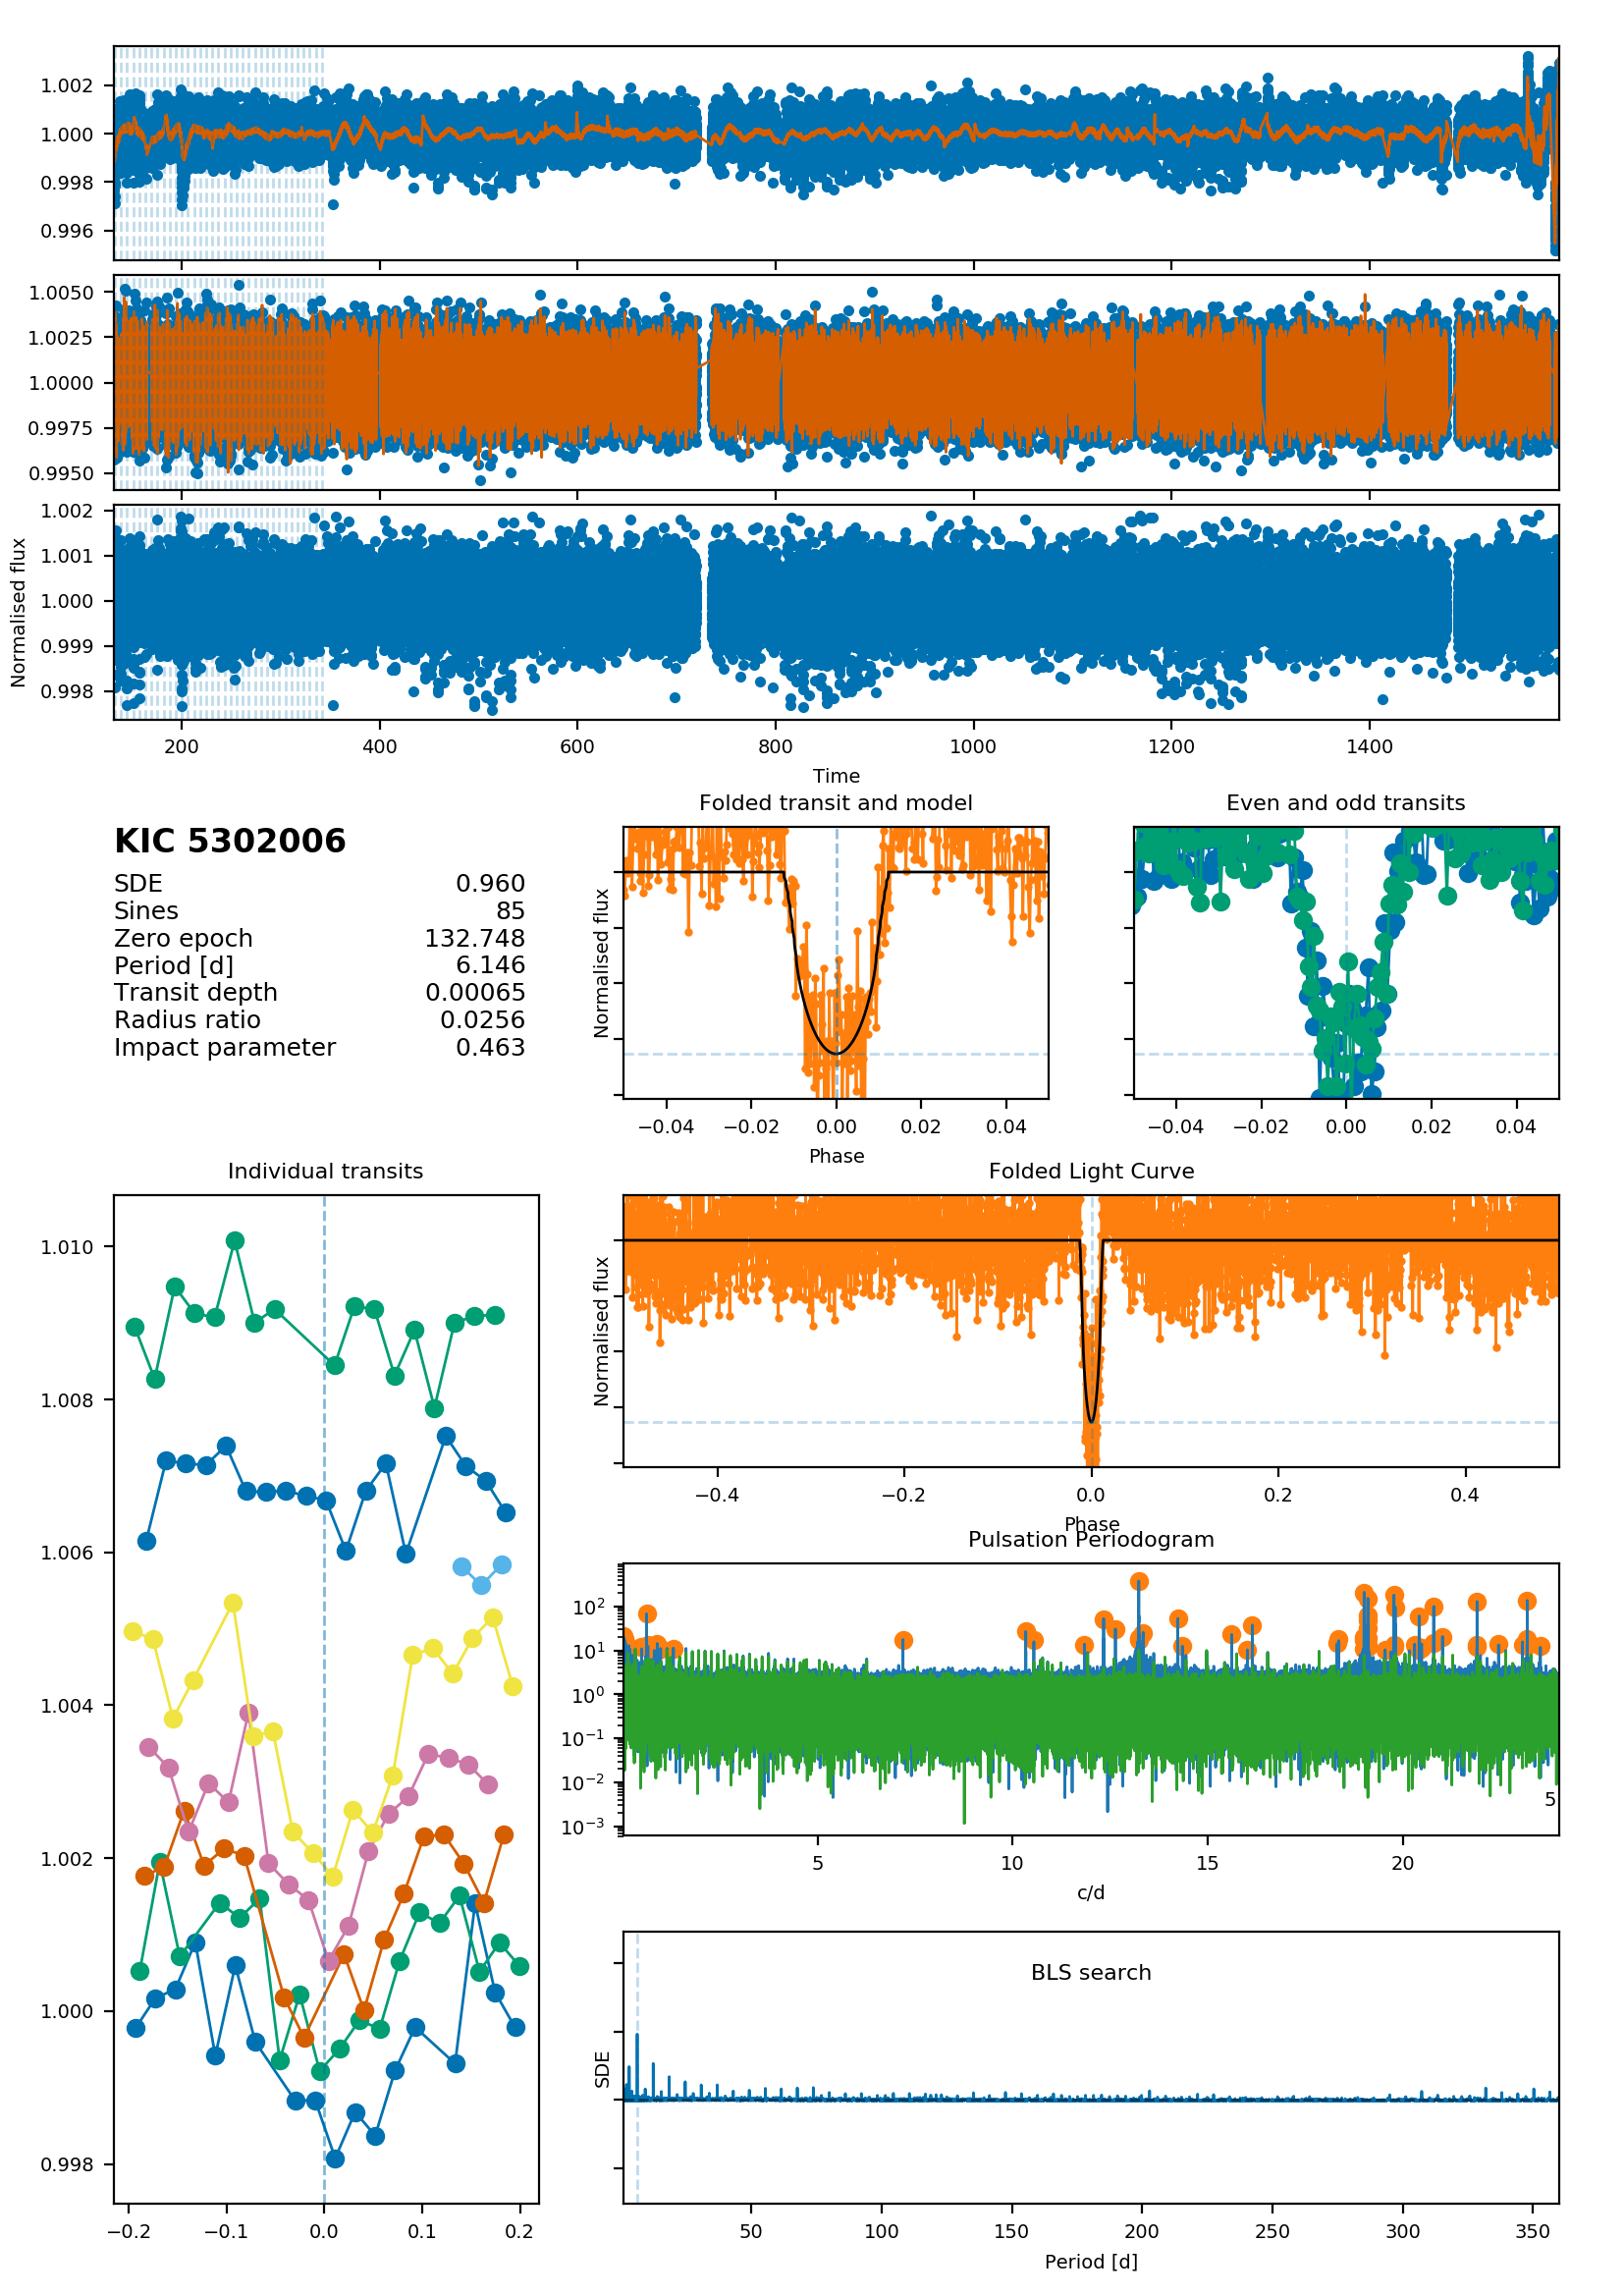 1.002
1.000
0.998
0.996
1.0050
1.0025
1.0000
0.9975
0.9950
1.002
1.001
1.000
0.999
0.998
Normalised flux
200 400 600 800 1000 1200 1400
Time
KIC 5302006
SDE 0.960
Sines 85
Zero epoch 132.748
Period [d] 6.146
Transit depth 0.00065
Radius ratio 0.0256
Impact parameter 0.463
Folded transit and model
Normalised flux
−0.04 −0.02 0.00 0.02 0.04
Phase
Even and odd transits
−0.04 −0.02 0.00 0.02 0.04
Individual transits
1.010
1.008
1.006
1.004
1.002
1.000
0.998
−0.2 −0.1 0.0 0.1 0.2
Folded Light Curve
Normalised flux
−0.4 −0.2 0.0 0.2 0.4
Phase
Pulsation Periodogram
10²
10¹
10⁰
10⁻¹
10⁻²
10⁻³
5
5 10 15 20
c/d
BLS search
SDE
50 100 150 200 250 300 350
Period [d]